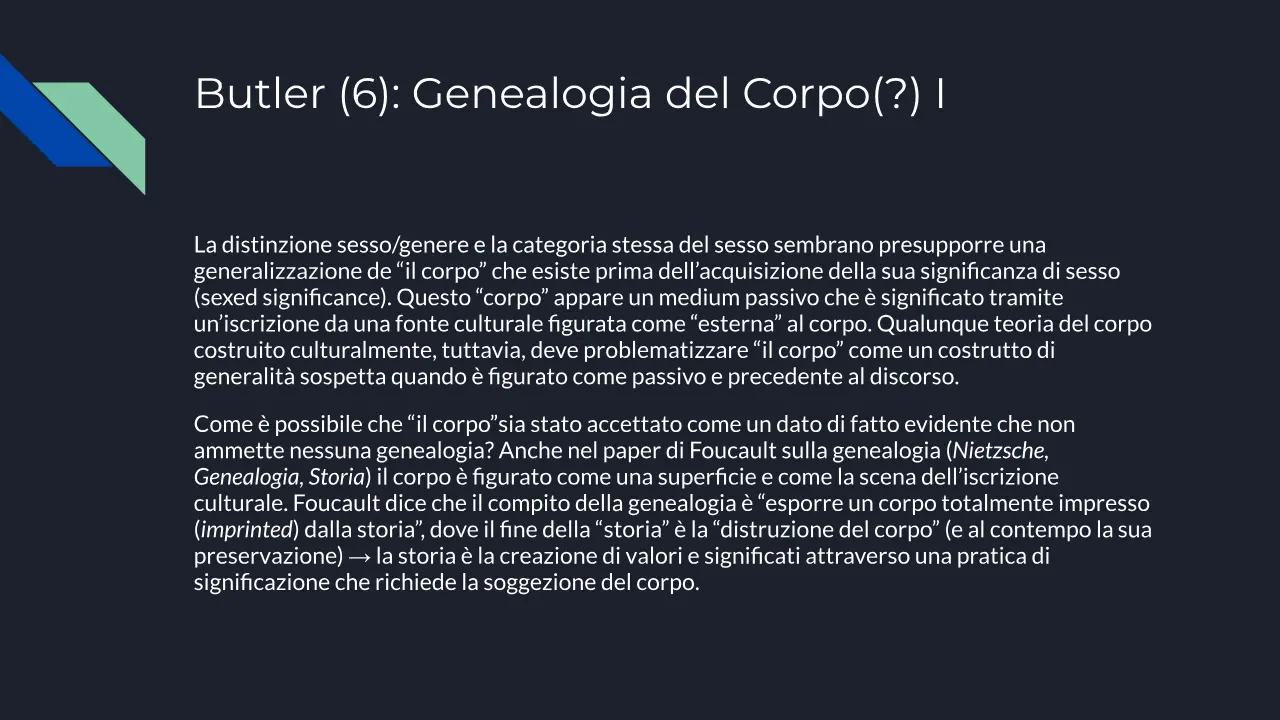 Butler (6): Genealogia del Corpo(?) I
La distinzione sesso/genere e la categoria stessa del sesso sembrano presupporre una
generalizzazione de “il corpo” che esiste prima dell’acquisizione della sua significanza di sesso
(sexed significance). Questo “corpo” appare un medium passivo che è significato tramite
un’iscrizione da una fonte culturale figurata come “esterna” al corpo. Qualunque teoria del corpo
costruito culturalmente, tuttavia, deve problematizzare “il corpo” come un costrutto di
generalità sospetta quando è figurato come passivo e precedente al discorso.
Come è possibile che “il corpo”sia stato accettato come un dato di fatto evidente che non
ammette nessuna genealogia? Anche nel paper di Foucault sulla genealogia (Nietzsche,
Genealogia, Storia) il corpo è figurato come una superficie e come la scena dell’iscrizione
culturale. Foucault dice che il compito della genealogia è “esporre un corpo totalmente impresso
(imprinted) dalla storia”, dove il fine della “storia” è la “distruzione del corpo” (e al contempo la sua
preservazione) → la storia è la creazione di valori e significati attraverso una pratica di
significazione che richiede la soggezione del corpo.